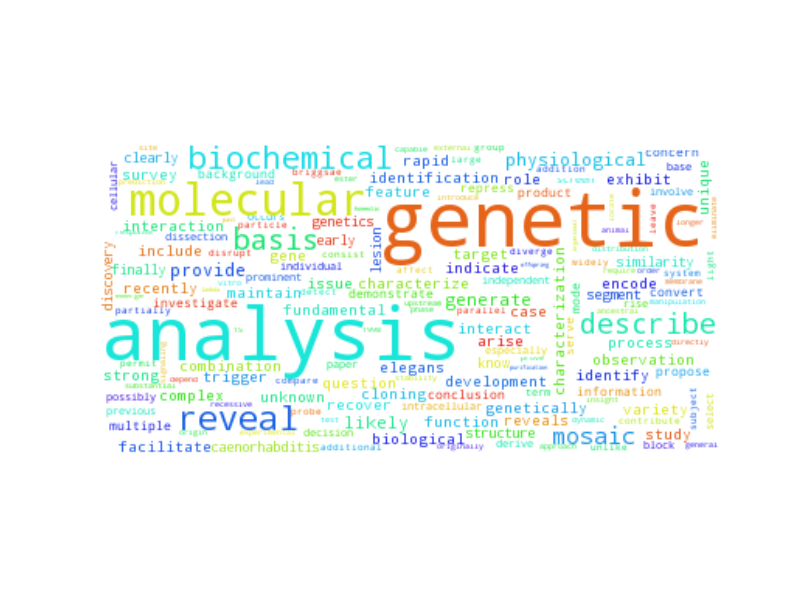 site
clearly
biochemical
capable
external
group
concern
rapid
large
physiological
survey
background
briggsae
identification
role
addition
exhibit
base
cellular
production
lead
ester
feature
repress
product
involve
unique
molecular
introduce
genetic
interaction
occurs
particle
genetics
leave
longer
eliminate
animal
dissection
disrupt
basis
early
lesion
include
gene
consist
target
diverge
distribution
discovery
finally
provide
individual
affect
indicate
offspring
widely
similarity
light
recently
vitro
prominent
issue
characterize
independent
require
order
system
encode
membrane
maintain
detect
demonstrate
generate
characterization
mode
segment
convert
partially
investigate
fundamental
upstream
parallel
case
rise
manipulation
ancestral
analysis
phase
interact
serve
describe
arise
process
directly
especially
permit
combination
paper
elegans
know
observation
strong
signaling
depend
trigger
compare
question
stability
purification
identify
propose
substantial
development
possibly
complex
unknown
cloning
conclusion
term
information
insight
subject
select
previous
recessive
reveal
probe
recover
intracellular
genetically
variety
multiple
test
likely
function
reveals
dynamic
contribute
origin
decision
biological
structure
mosaic
study
facilitate
caenorhabditis
additional
originally
derive
approach
unlike
block
general